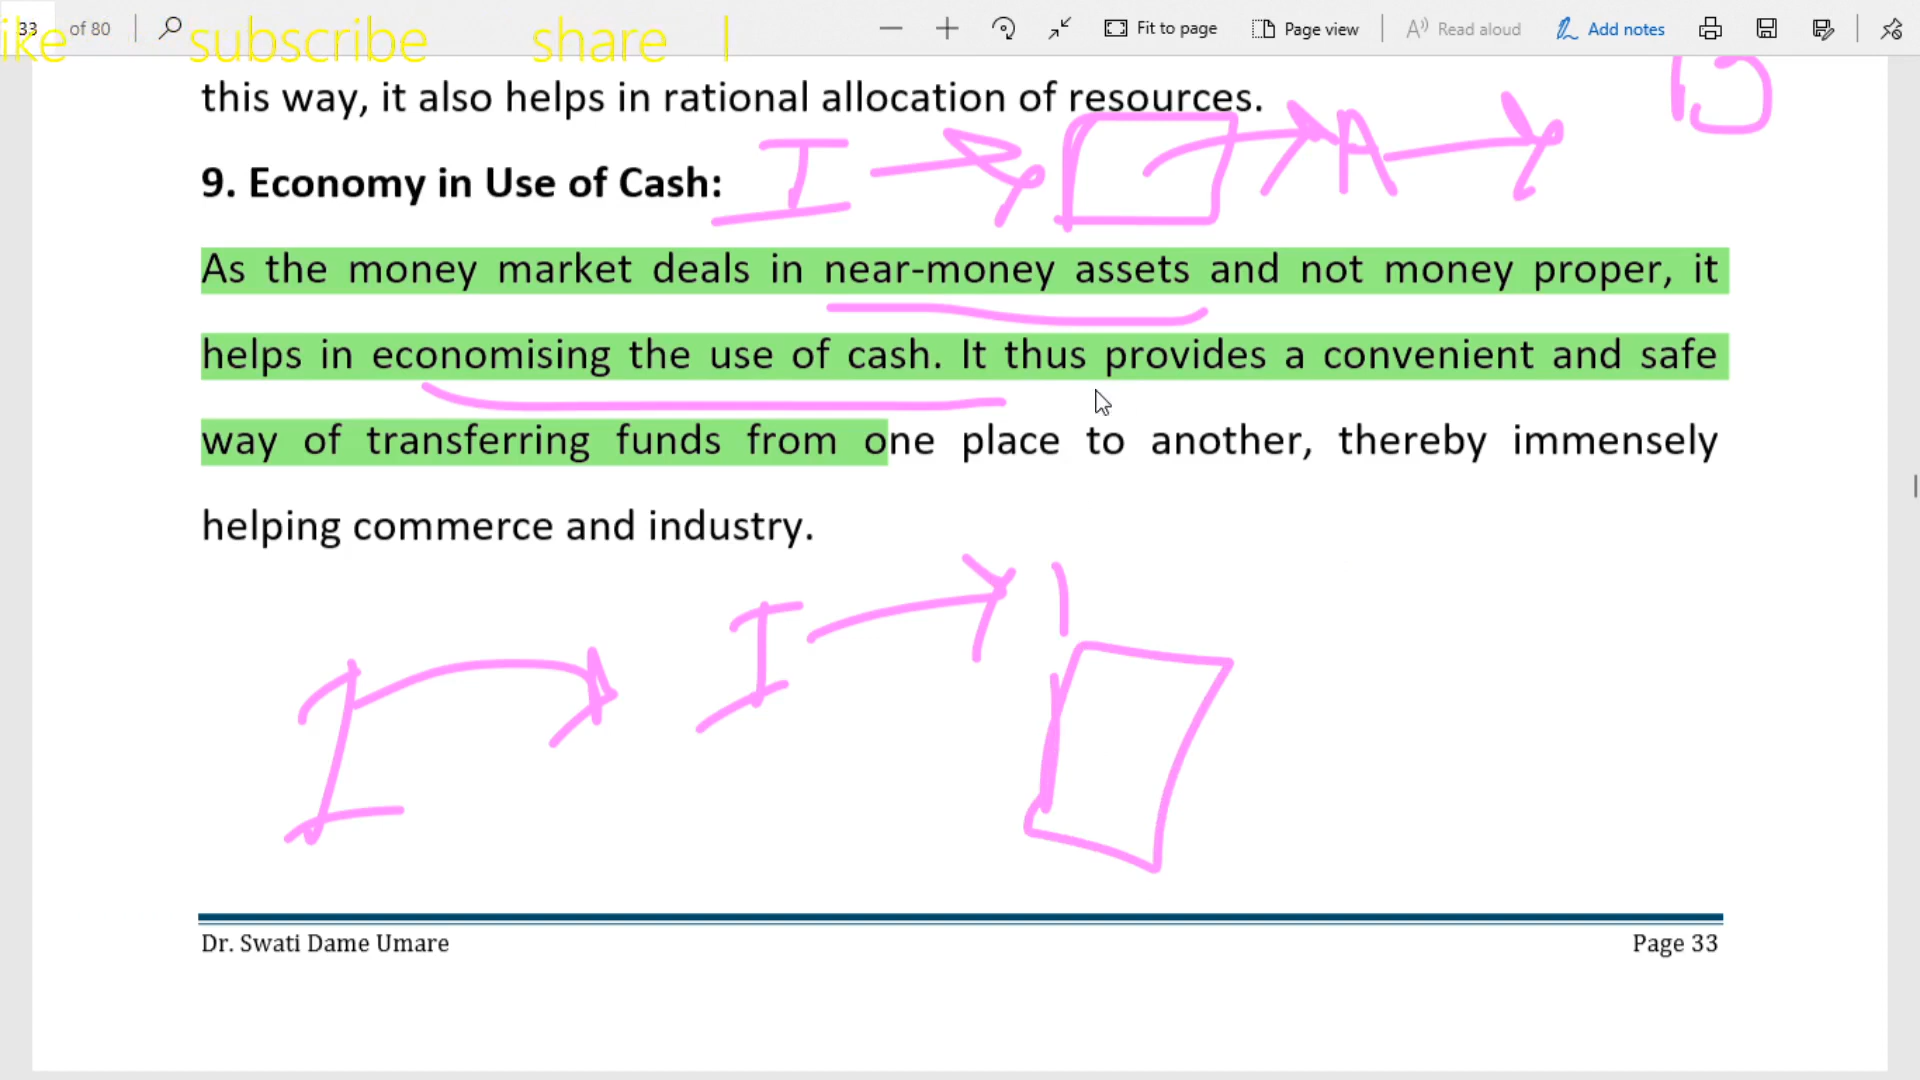 33 of 80 Fit to page Page view Read aloud Add notes
ike subscribe share |
this way, it also helps in rational allocation of resources.
9. Economy in Use of Cash:
I A
As the money market deals in near-money assets and not money proper, it
helps in economising the use of cash. It thus provides a convenient and safe
way of transferring funds from one place to another, thereby immensely
helping commerce and industry.
I I
Dr. Swati Dame Umare Page 33